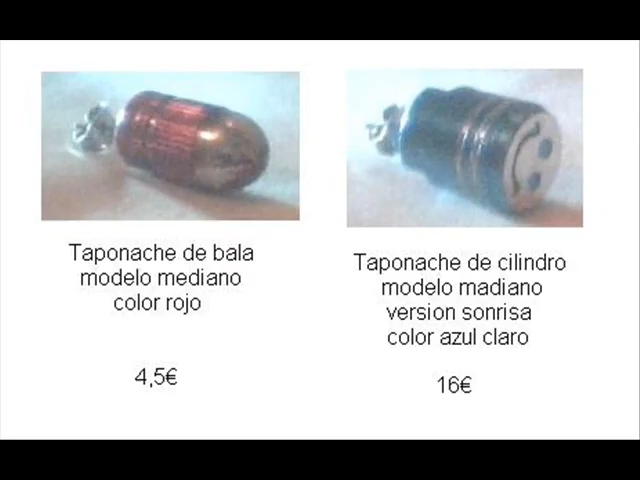 Taponache de bala
modelo mediano
color rojo
4,5€
Taponache de cilindro
modelo madiano
version sonrisa
color azul claro
16€